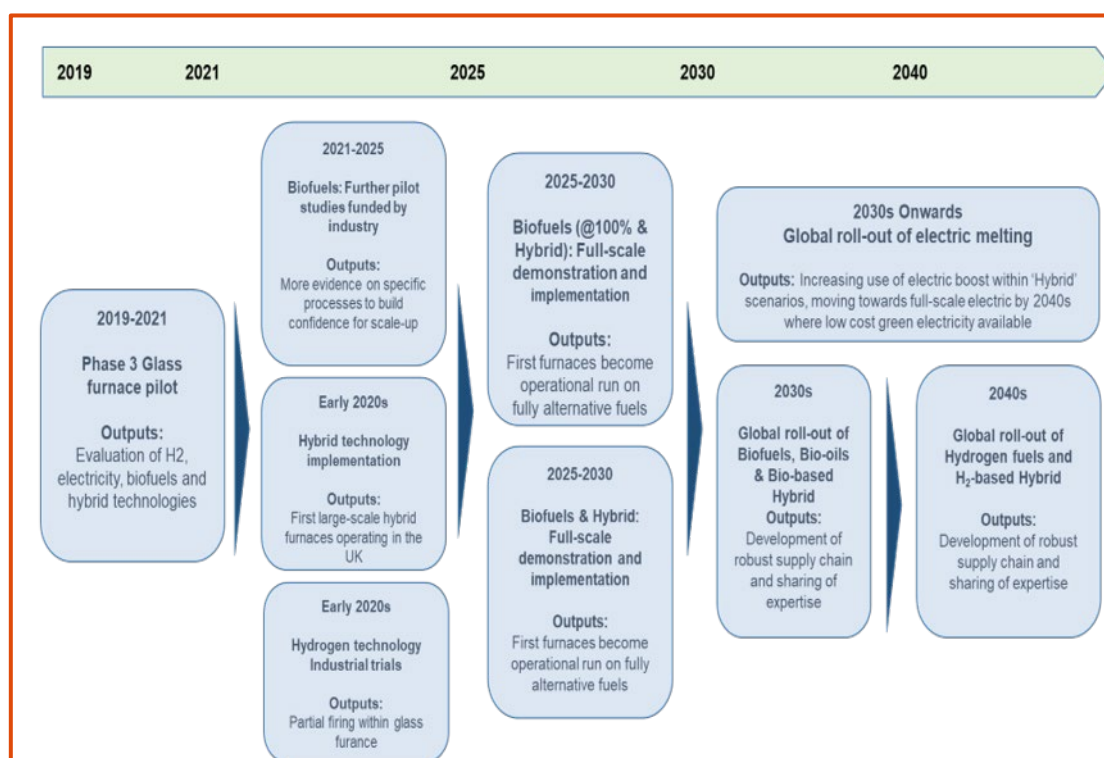 2019
2021
2025
2030
2040
2019-2021
Phase 3 Glass
furnace pilot
Outputs:
Evaluation of H2,
electricity, biofuels and
hybrid technologies
2021-2025
Biofuels: Further pilot
studies funded by
industry
Outputs:
More evidence on specific
processes to build
confidence for scale-up
Early 2020s
Hybrid technology
implementation
Outputs:
First large-scale hybrid
furnaces operating in the
UK
Early 2020s
Hydrogen technology
Industrial trials
Outputs:
Partial firing within glass
furance
2025-2030
Biofuels (@100% &
Hybrid): Full-scale
demonstration and
implementation
Outputs:
First furnaces become
operational run on
fully alternative fuels
2025-2030
Biofuels & Hybrid:
Full-scale
demonstration and
implementation
Outputs:
First furnaces become
operational run on fully
alternative fuels
2030s Onwards
Global roll-out of electric melting
Outputs: Increasing use of electric boost within ‘Hybrid’
scenarios, moving towards full-scale electric by 2040s
where low cost green electricity available
2030s
Global roll-out of
Biofuels, Bio-oils
& Bio-based
Hybrid
Outputs:
Development of
robust supply chain
and sharing of
expertise
2040s
Global roll-out of
Hydrogen fuels and
H₂-based Hybrid
Outputs:
Development of robust
supply chain and
sharing of expertise